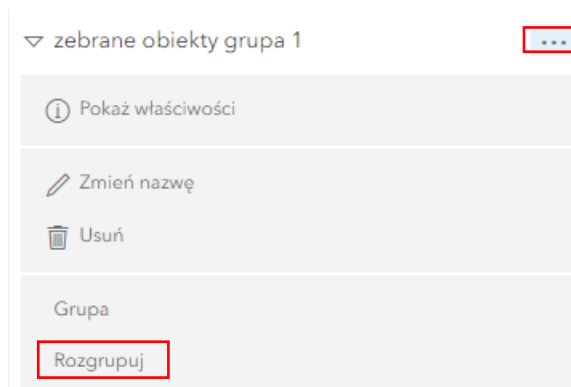 zebrane obiekty grupa 1 ...
Pokaż właściwości
Zmień nazwę
Usuń
Grupa
Rozgrupuj